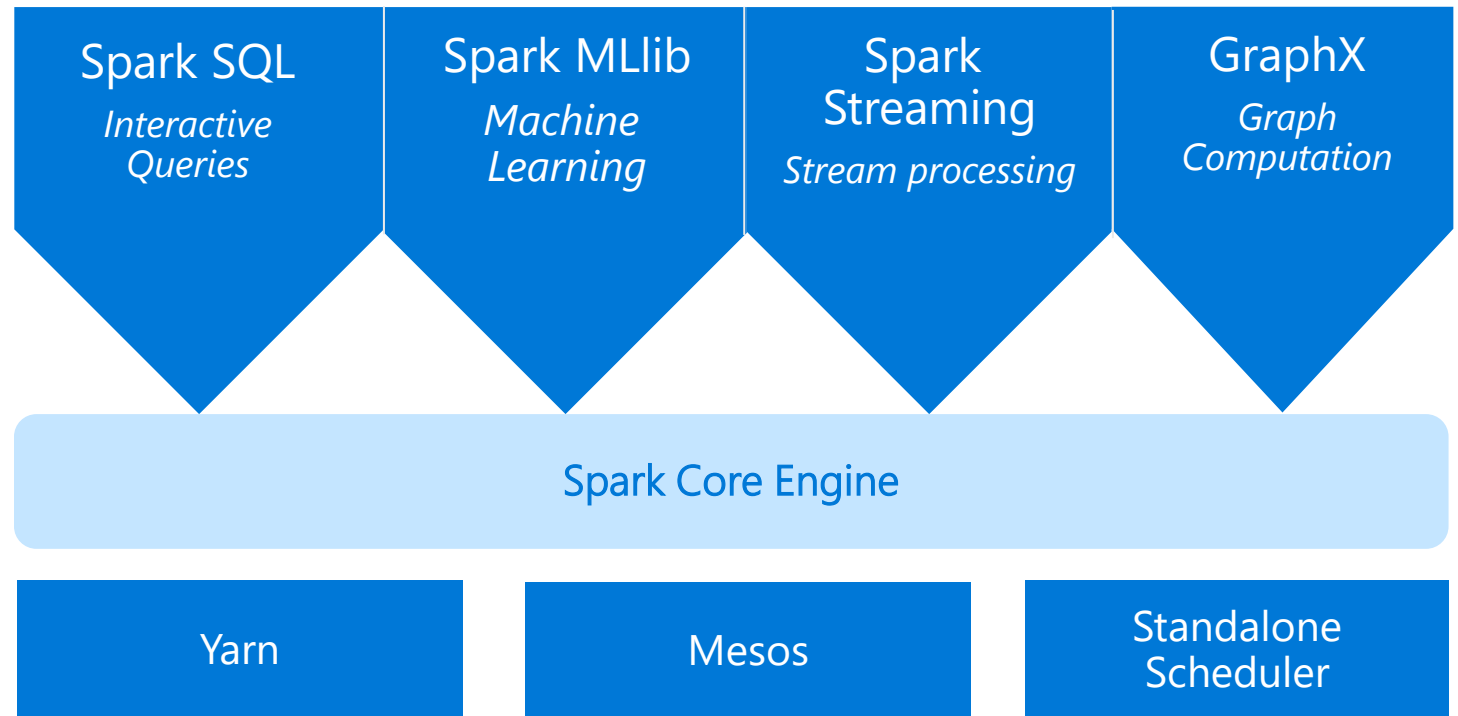 Spark SQL
Interactive
Queries
Spark MLlib
Machine
Learning
Spark
Streaming
Stream processing
GraphX
Graph
Computation
Spark Core Engine
Yarn
Mesos
Standalone
Scheduler